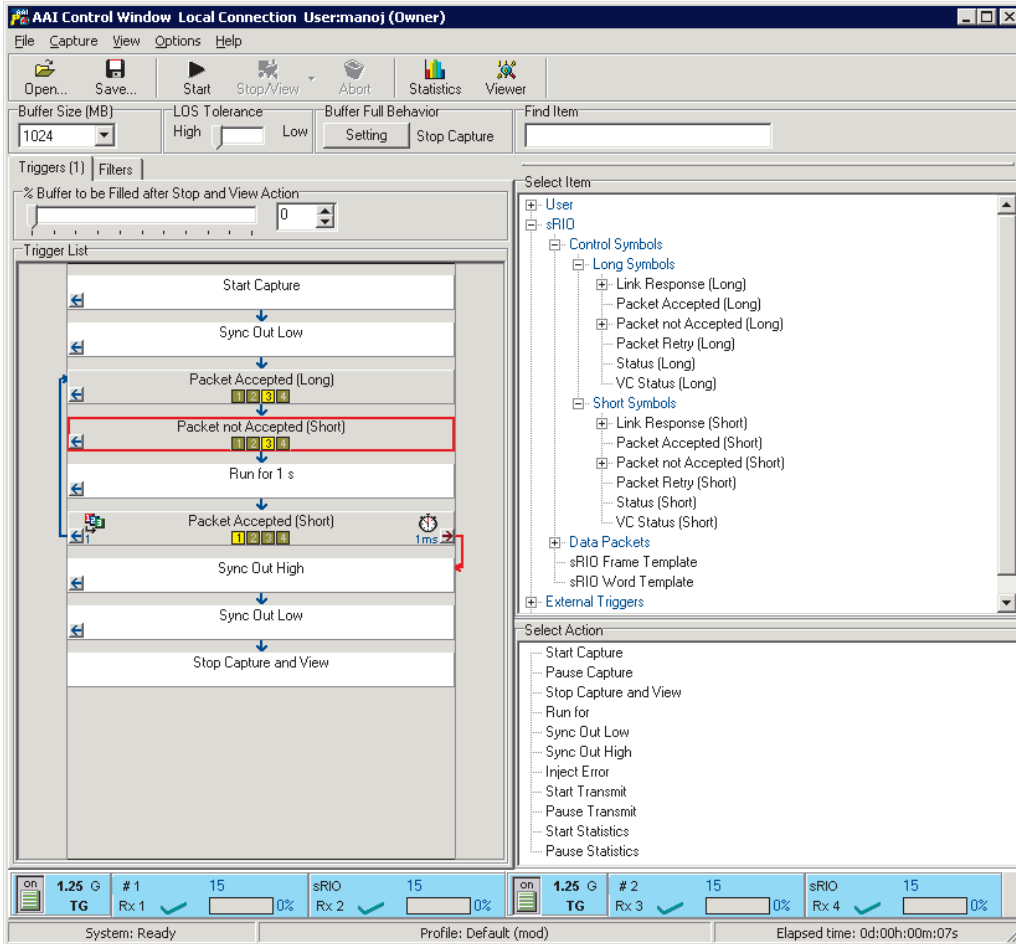 AAI Control Window Local Connection User:manoj (Owner)
File Capture View Options Help
Open... Save... Start Stop/View Abort Statistics Viewer
Buffer Size (MB) LOS Tolerance Buffer Full Behavior Find Item
1024 High Low Setting Stop Capture
Triggers (1) Filters
% Buffer to be Filled after Stop and View Action
0
Trigger List
Start Capture
Sync Out Low
Packet Accepted (Long)
1 2 3 4
Packet not Accepted (Short)
1 2 3 4
Run for 1 s
Packet Accepted (Short)
1 1 2 3 4 1ms
Sync Out High
Sync Out Low
Stop Capture and View
Select Item
User
sRIO
Control Symbols
Long Symbols
Link Response (Long)
Packet Accepted (Long)
Packet not Accepted (Long)
Packet Retry (Long)
Status (Long)
VC Status (Long)
Short Symbols
Link Response (Short)
Packet Accepted (Short)
Packet not Accepted (Short)
Packet Retry (Short)
Status (Short)
VC Status (Short)
Data Packets
sRIO Frame Template
sRIO Word Template
External Triggers
Select Action
Start Capture
Pause Capture
Stop Capture and View
Run for
Sync Out Low
Sync Out High
Inject Error
Start Transmit
Pause Transmit
Start Statistics
Pause Statistics
on 1.25 G # 1 15 sRIO 15 on 1.25 G # 2 15 sRIO 15
TG Rx 1 0% Rx 2 0% TG Rx 3 0% Rx 4 0%
System: Ready Profile: Default (mod) Elapsed time: 0d:00h:00m:07s